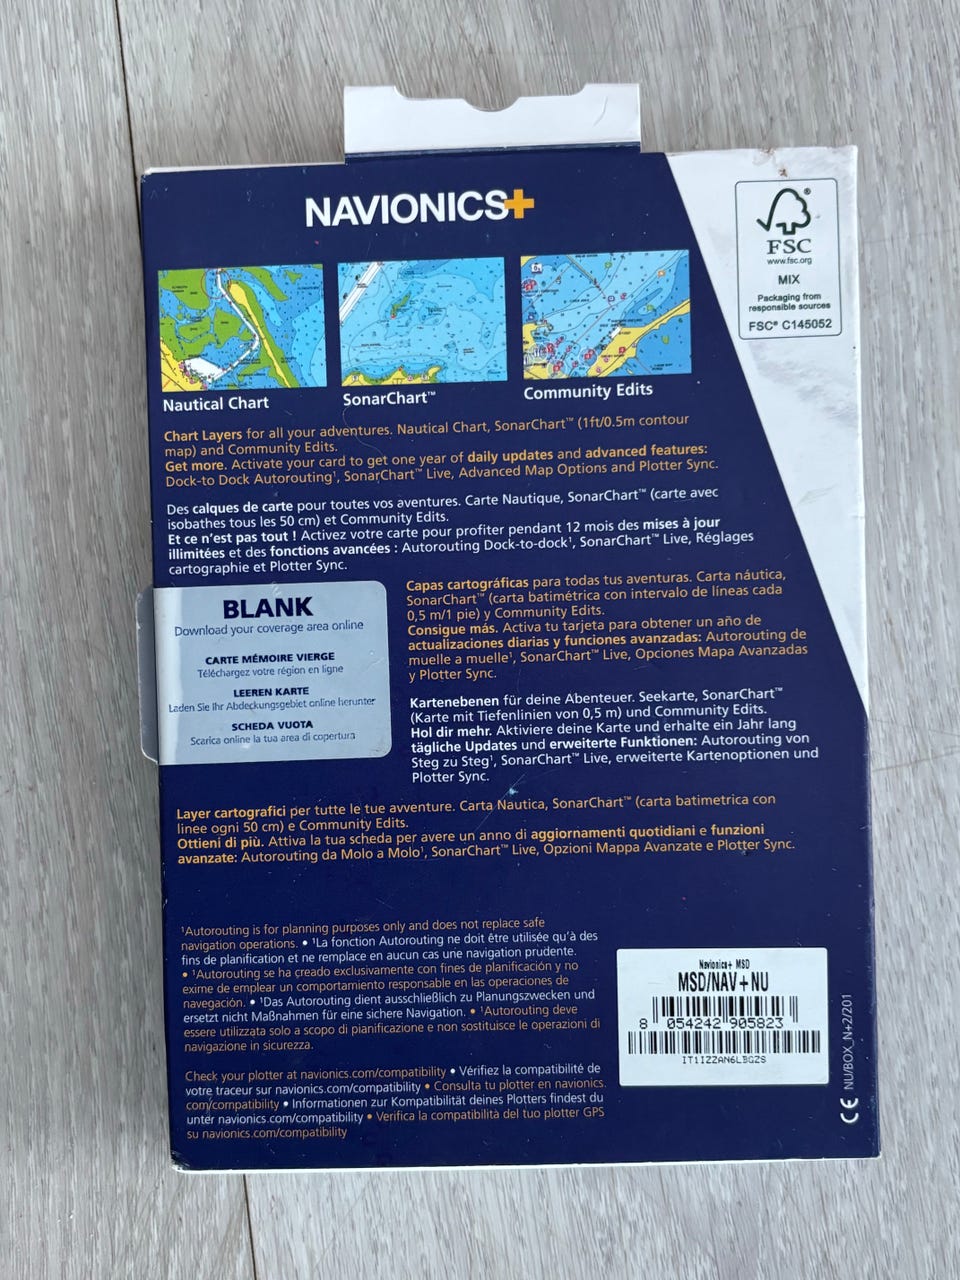 NAVIONICS+
FSC®
www.fsc.org
MIX
Packaging from
responsible sources
FSC® C145052
Nautical Chart
SonarChart™
Community Edits
Chart Layers for all your adventures. Nautical Chart, SonarChart™ (1ft/0.5m contour
map) and Community Edits.
Get more. Activate your card to get one year of daily updates and advanced features:
Dock-to Dock Autorouting¹, SonarChart™ Live, Advanced Map Options and Plotter Sync.
Des calques de carte pour toutes vos aventures. Carte Nautique, SonarChart™ (carte avec
isobathes tous les 50 cm) et Community Edits.
Et ce n'est pas tout ! Activez votre carte pour profiter pendant 12 mois des mises à jour
illimitées et des fonctions avancées : Autorouting Dock-to-dock¹, SonarChart™ Live, Réglages
cartographie et Plotter Sync.
BLANK
Download your coverage area online
CARTE MÉMOIRE VIERGE
Téléchargez votre région en ligne
LEEREN KARTE
Laden Sie Ihr Abdeckungsgebiet online herunter
SCHEDA VUOTA
Scarica online la tua area di copertura
Capas cartográficas para todas tus aventuras. Carta náutica,
SonarChart™ (carta batimétrica con intervalo de líneas cada
0,5 m/1 pie) y Community Edits.
Consigue más. Activa tu tarjeta para obtener un año de
actualizaciones diarias y funciones avanzadas: Autorouting de
muelle a muelle¹, SonarChart™ Live, Opciones Mapa Avanzadas
y Plotter Sync.
Kartenebenen für deine Abenteuer. Seekarte, SonarChart™
(Karte mit Tiefenlinien von 0,5 m) und Community Edits.
Hol dir mehr. Aktiviere deine Karte und erhalte ein Jahr lang
tägliche Updates und erweiterte Funktionen: Autorouting von
Steg zu Steg¹, SonarChart™ Live, erweiterte Kartenoptionen und
Plotter Sync.
Layer cartografici per tutte le tue avventure. Carta Nautica, SonarChart™ (carta batimetrica con
linee ogni 50 cm) e Community Edits.
Ottieni di più. Attiva la tua scheda per avere un anno di aggiornamenti quotidiani e funzioni
avanzate: Autorouting da Molo a Molo¹, SonarChart™ Live, Opzioni Mappa Avanzate e Plotter Sync.
¹Autorouting is for planning purposes only and does not replace safe
navigation operations. • ¹La fonction Autorouting ne doit être utilisée qu'à des
fins de planification et ne remplace en aucun cas une navigation prudente.
• ¹Autorouting se ha creado exclusivamente con fines de planificación y no
exime de emplear un comportamiento responsable en las operaciones de
navegación. • ¹Das Autorouting dient ausschließlich zu Planungszwecken und
ersetzt nicht Maßnahmen für eine sichere Navigation. • ¹Autorouting deve
essere utilizzata solo a scopo di pianificazione e non sostituisce le operazioni di
navigazione in sicurezza.
Check your plotter at navionics.com/compatibility • Vérifiez la compatibilité de
votre traceur sur navionics.com/compatibility • Consulta tu plotter en navionics.
com/compatibility • Informationen zur Kompatibilität deines Plotters findest du
unter navionics.com/compatibility • Verifica la compatibilità del tuo plotter GPS
su navionics.com/compatibility
Navionics+ MSD
MSD/NAV+NU
8 054242 905823
IT1IZZAN6LBGZS
CE NU/BOX_N+2/201